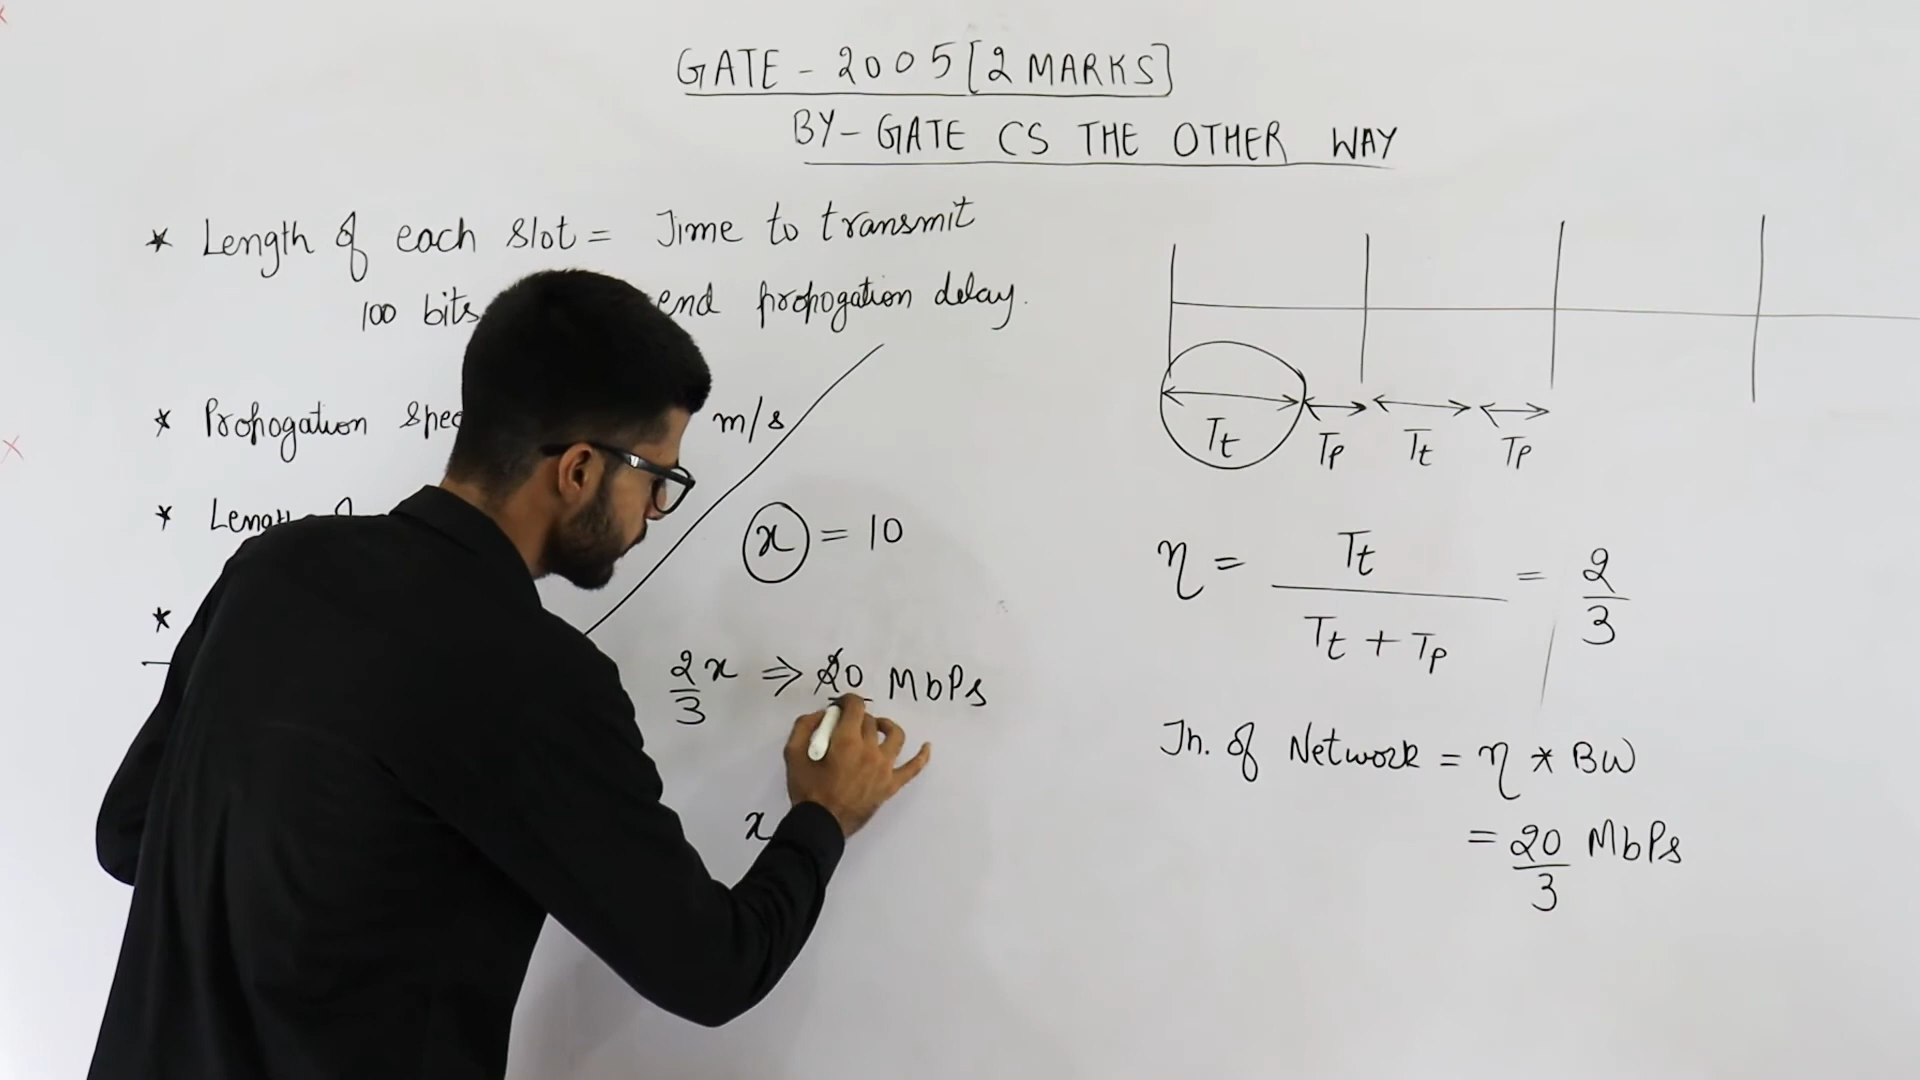 GATE - 2005 [2 MARKS]
BY - GATE CS THE OTHER WAY
* Length of each slot = Time to transmit
100 bits end propogation delay.
* Propogation m/s
*
*
x = 10
2/3 x ⇒ 20 MbPs
x
Tt Tp Tt Tp
η = Tt / (Tt + Tp) = 2/3
Th. of Network = η * BW
= 20/3 MbPs